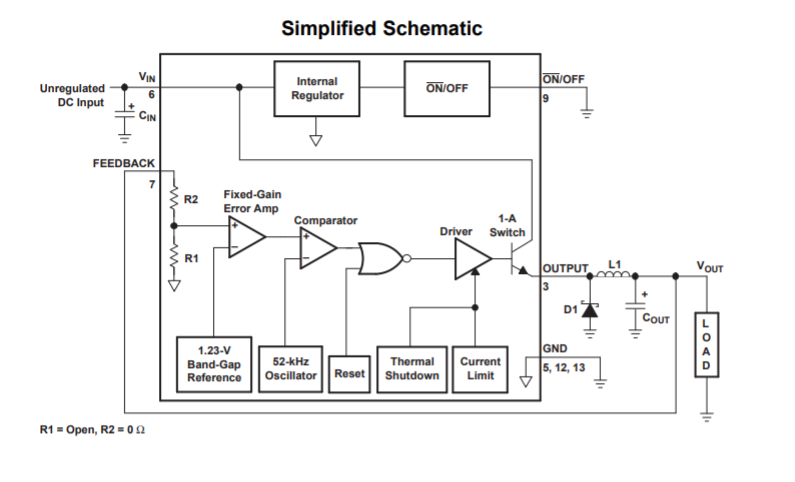 Simplified Schematic
VIN
6
Unregulated
DC Input
+
CIN
Internal
Regulator
ON/OFF
ON/OFF
9
FEEDBACK
7
R2
R1
Fixed-Gain
Error Amp
+
–
Comparator
+
–
Driver
1-A
Switch
OUTPUT
3
L1
VOUT
D1
+
COUT
L
O
A
D
1.23-V
Band-Gap
Reference
52-kHz
Oscillator
Reset
Thermal
Shutdown
Current
Limit
GND
5, 12, 13
R1 = Open, R2 = 0 Ω